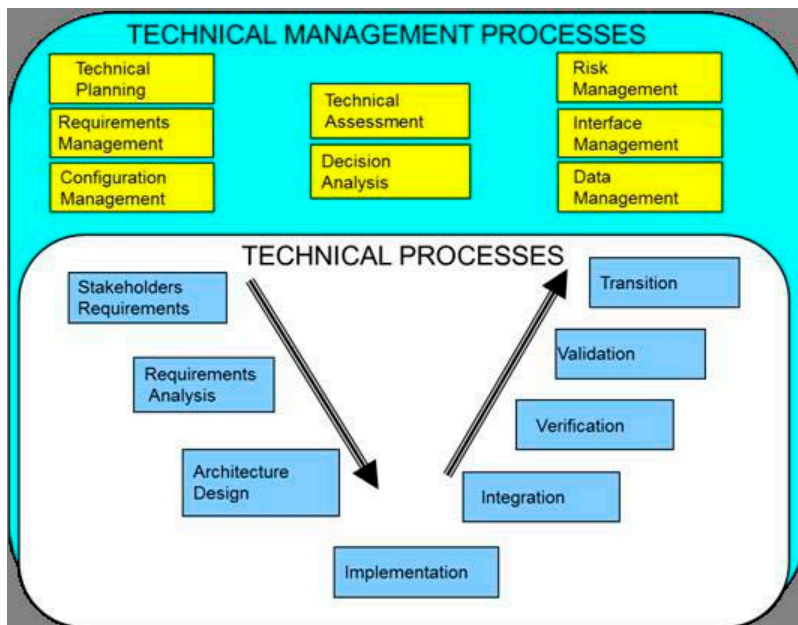 TECHNICAL MANAGEMENT PROCESSES
Technical
Planning
Requirements
Management
Configuration
Management
Technical
Assessment
Decision
Analysis
Risk
Management
Interface
Management
Data
Management
TECHNICAL PROCESSES
Stakeholders
Requirements
Requirements
Analysis
Architecture
Design
Implementation
Integration
Verification
Validation
Transition